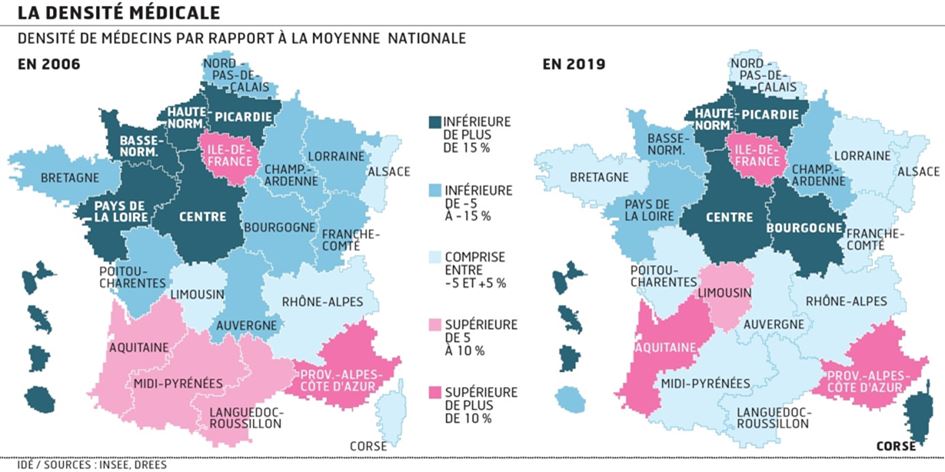 LA DENSITÉ MÉDICALE
DENSITÉ DE MÉDECINS PAR RAPPORT À LA MOYENNE NATIONALE
EN 2006
NORD -
PAS-DE-
CALAIS
HAUTE
NORM.
PICARDIE
BASSE-
NORM.
ILE-DE-
FRANCE
CHAMP.-
ARDENNE
LORRAINE
ALSACE
BRETAGNE
PAYS DE
LA LOIRE
CENTRE
BOURGOGNE
FRANCHE-
COMTÉ
POITOU-
CHARENTES
LIMOUSIN
AUVERGNE
RHÔNE-ALPES
AQUITAINE
MIDI-PYRÉNÉES
LANGUEDOC-
ROUSSILLON
PROV.-ALPES-
CÔTE D'AZUR
CORSE
INFÉRIEURE
DE PLUS
DE 15 %
INFÉRIEURE
DE -5
À -15 %
COMPRISE
ENTRE
-5 ET +5 %
SUPÉRIEURE
DE 5
À 10 %
SUPÉRIEURE
DE PLUS
DE 10 %
EN 2019
NORD -
PAS-DE-
CALAIS
HAUTE
NORM.
PICARDIE
BASSE-
NORM.
ILE-DE-
FRANCE
CHAMP.-
ARDENNE
LORRAINE
ALSACE
BRETAGNE
PAYS DE
LA LOIRE
CENTRE
BOURGOGNE
FRANCHE-
COMTÉ
POITOU-
CHARENTES
LIMOUSIN
AUVERGNE
RHÔNE-ALPES
AQUITAINE
MIDI-PYRÉNÉES
LANGUEDOC-
ROUSSILLON
PROV.-ALPES-
CÔTE D'AZUR
CORSE
IDÉ / SOURCES : INSEE, DREES